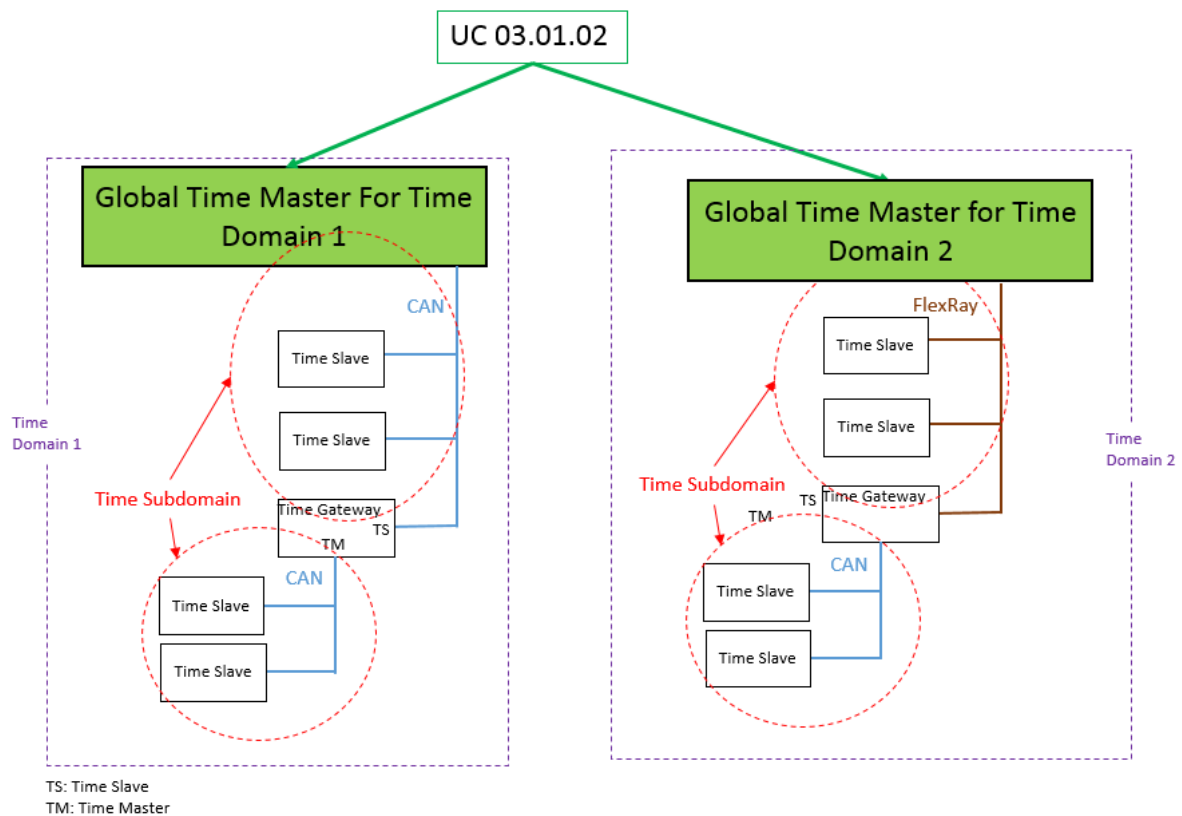 UC 03.01.02
Global Time Master For Time
Domain 1
CAN
Time Slave
Time Slave
Time
Domain 1
Time Subdomain
Time Gateway
TS
TM
CAN
Time Slave
Time Slave
Global Time Master for Time
Domain 2
FlexRay
Time Slave
Time Slave
Time
Domain 2
Time Subdomain
TS
Time Gateway
TM
CAN
Time Slave
Time Slave
TS: Time Slave
TM: Time Master